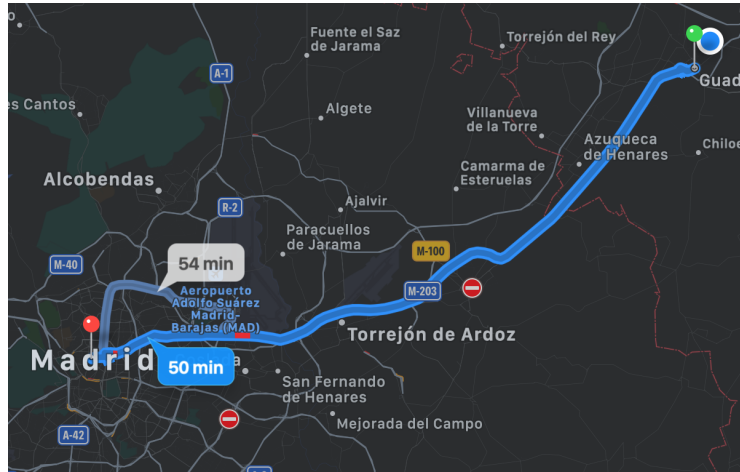 Fuente el Saz
de Jarama
Torrejón del Rey
A-1
Guad
es Cantos
Algete
Villanueva
de la Torre
Chiloe
Azuqueca
de Henares
Camarma de
Esteruelas
Alcobendas
R-2
Ajalvir
Paracuellos
de Jarama
M-100
M-40
54 min
Aeropuerto
Adolfo Suárez
Madrid-
Barajas (MAD)
M-203
Torrejón de Ardoz
Madrid
50 min
a
San Fernando
de Henares
Mejorada del Campo
A-42